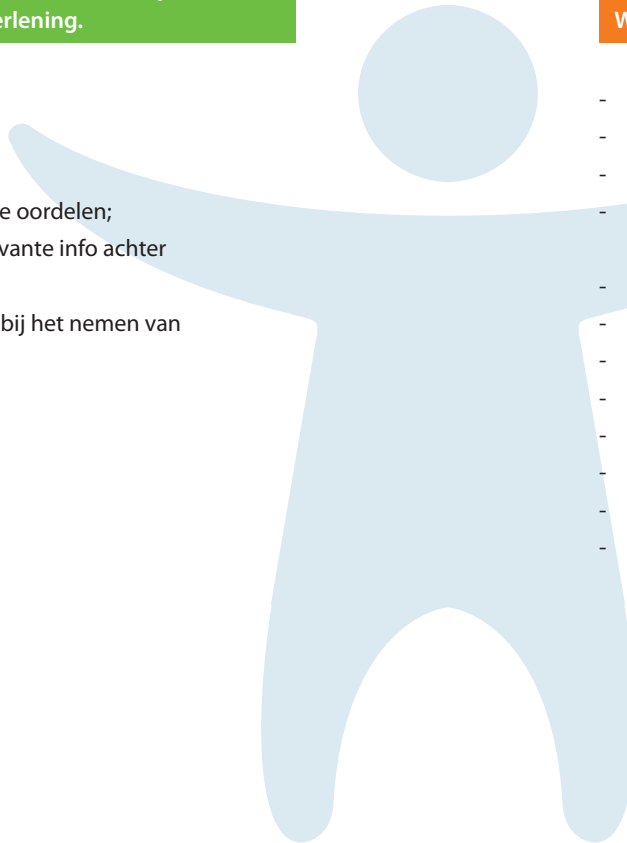 erlening.
W
-
-
-
e oordelen;
-
vante info achter
-
bij het nemen van
-
-
-
-
-
-
-